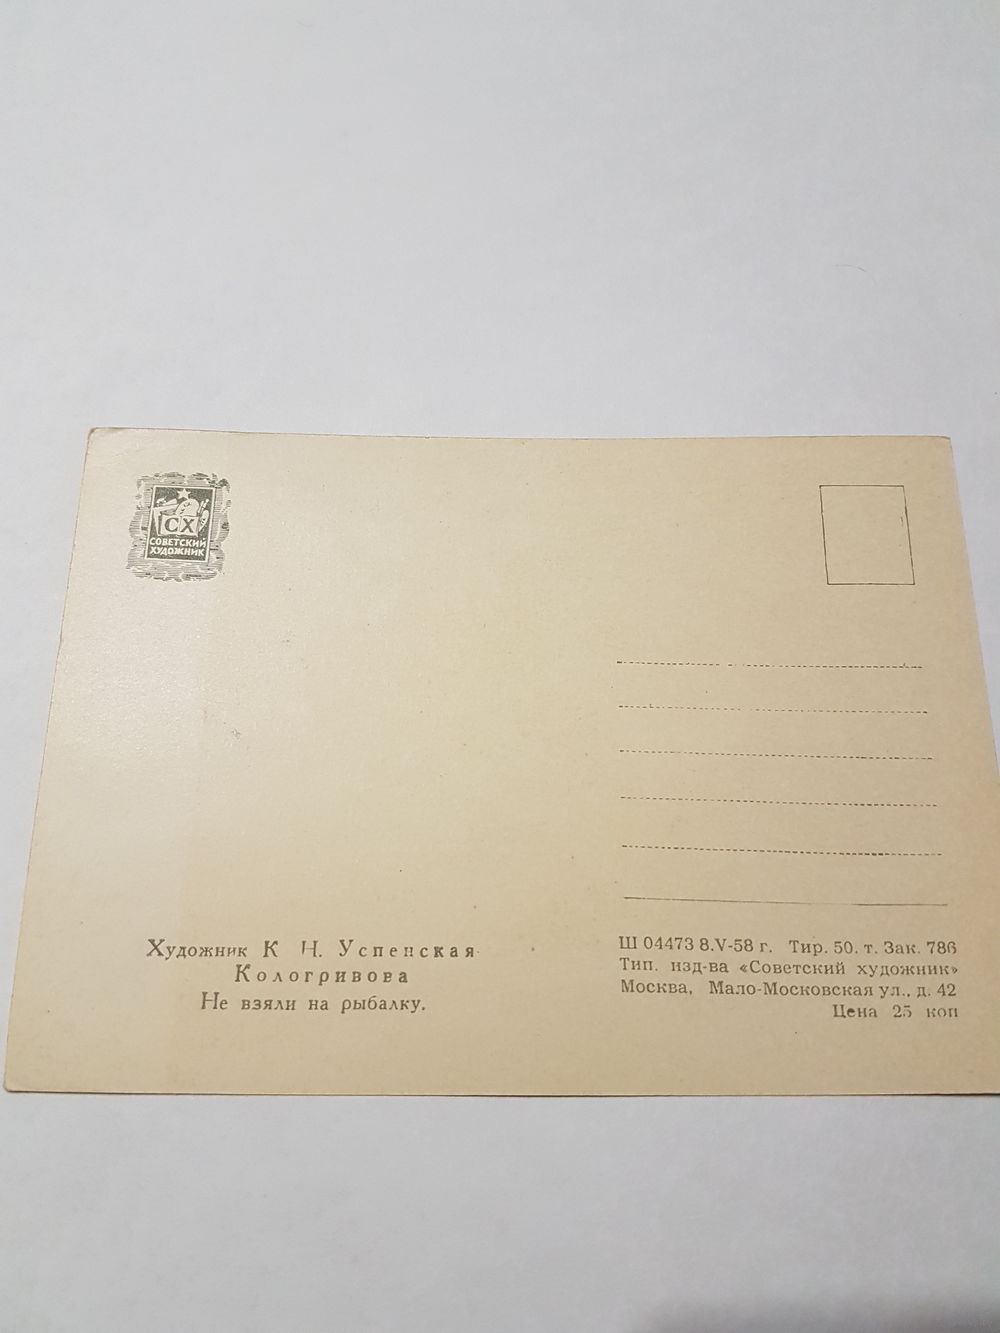 СХ
СОВЕТСКИЙ
ХУДОЖНИК
Художник К Н. Успенская-
Кологривова
Не взяли на рыбалку.
Ш 04473 8.V-58 г. Тир. 50. т. Зак. 786
Тип. изд-ва «Советский художник»
Москва, Мало-Московская ул., д. 42
Цена 25 коп